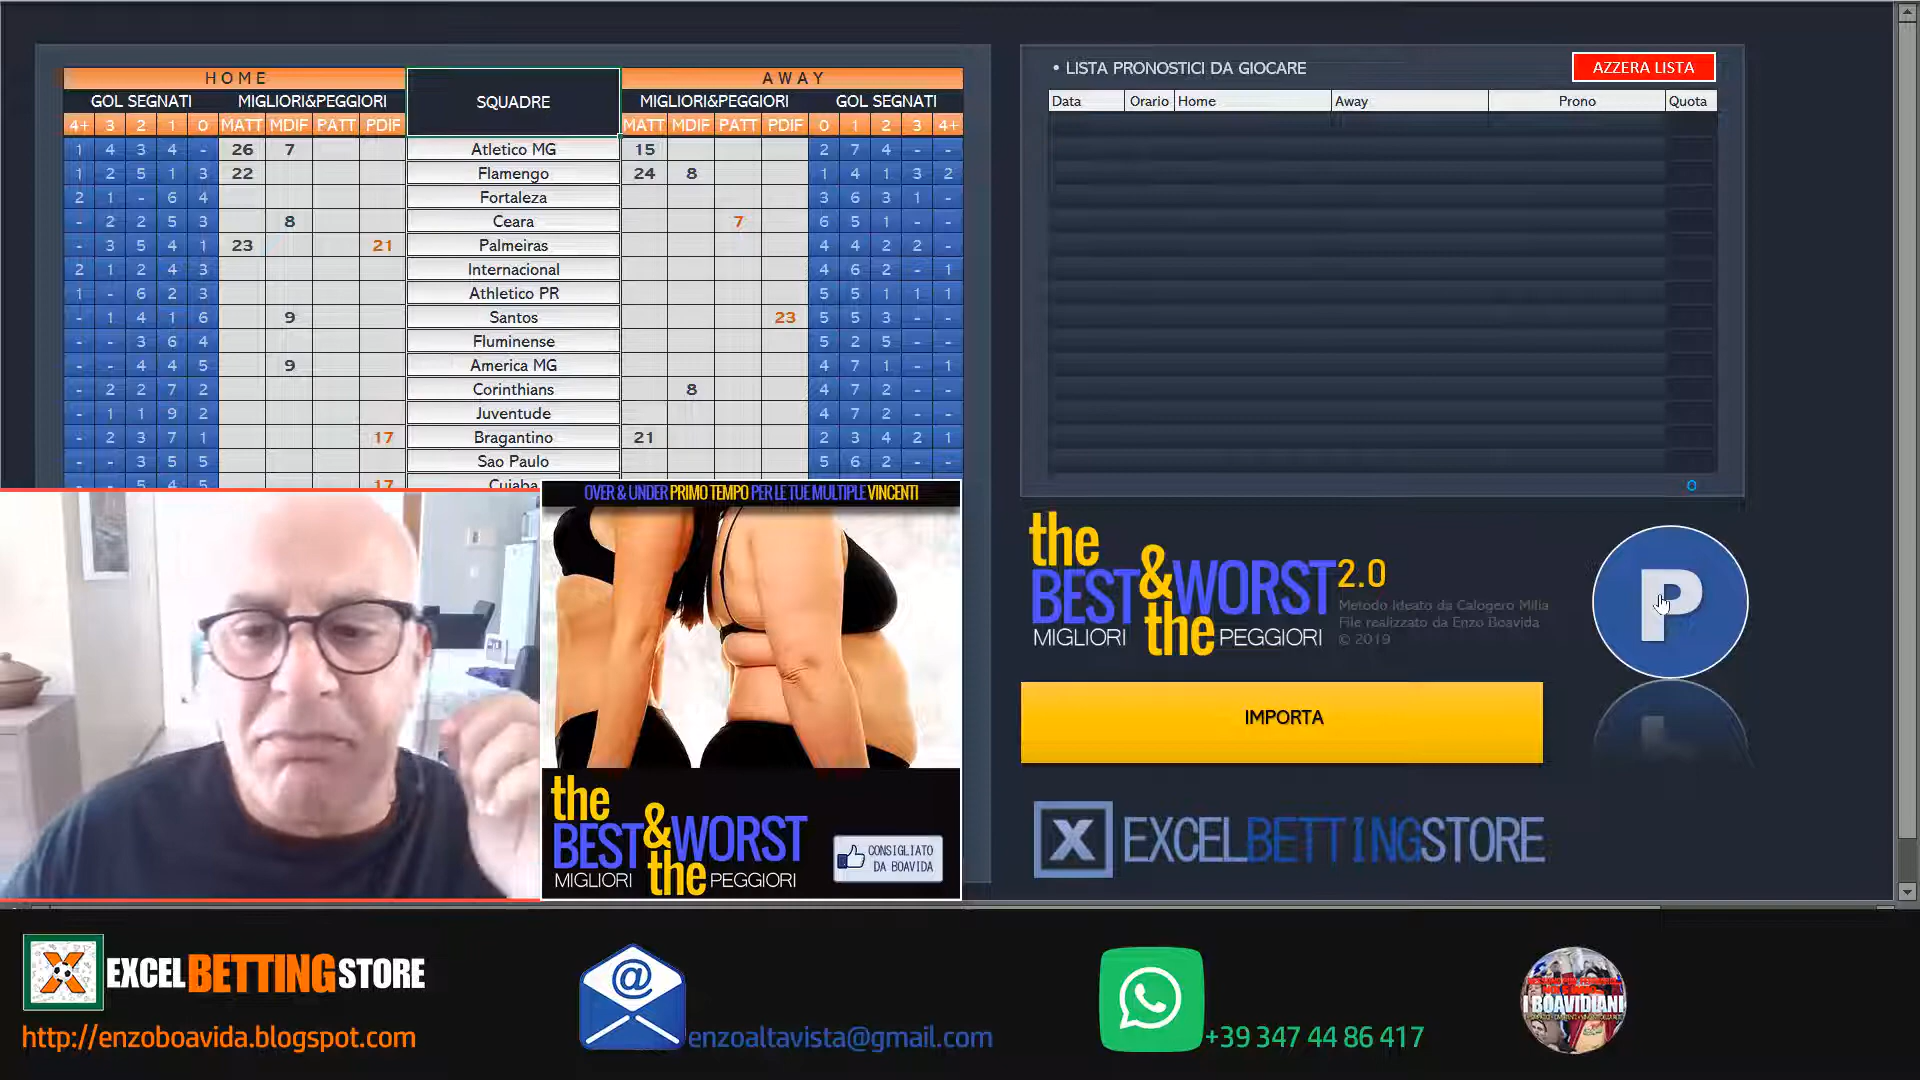 HOME
SQUADRE
AWAY
GOL SEGNATI MIGLIORI&PEGGIORI
MIGLIORI&PEGGIORI GOL SEGNATI
4+ 3 2 1 0 MATT MDIF PATT PDIF
MATT MDIF PATT PDIF 0 1 2 3 4+
1 4 3 4 - 26 7 Atletico MG 15 2 7 4 - -
1 2 5 1 3 22 Flamengo 24 8 1 4 1 3 2
2 1 - 6 4 Fortaleza 3 6 3 1 -
- 2 2 5 3 8 Ceara 7 6 5 1 - -
- 3 5 4 1 23 21 Palmeiras 4 4 2 2 -
2 1 2 4 3 Internacional 4 6 2 - 1
1 - 6 2 3 Athletico PR 5 5 1 1 1
- 1 4 1 6 9 Santos 23 5 5 3 - -
- - 3 6 4 Fluminense 5 2 5 - -
- - 4 4 5 9 America MG 4 7 1 - 1
- 2 2 7 2 Corinthians 8 4 7 2 - -
- 1 1 9 2 Juventude 4 7 2 - -
- 2 3 7 1 17 Bragantino 21 2 3 4 2 1
- - 3 5 5 Sao Paulo 5 6 2 - -
- - 5 4 5 17 Cuiaba
• LISTA PRONOSTICI DA GIOCARE
AZZERA LISTA
Data Orario Home Away Prono Quota
0
the
BEST&WORST 2.0
MIGLIORI the PEGGIORI
Metodo Ideato da Calogero Milia
File realizzato da Enzo Boavida
© 2019
P
IMPORTA
X EXCELBETTINGSTORE
OVER & UNDER PRIMO TEMPO PER LE TUE MULTIPLE VINCENTI
the
BEST&WORST
MIGLIORI the PEGGIORI
CONSIGLIATO
DA BOAVIDA
EXCELBETTINGSTORE
http://enzoboavida.blogspot.com
@
enzoaltavista@gmail.com
+39 347 44 86 417
I BOAVIDIANI